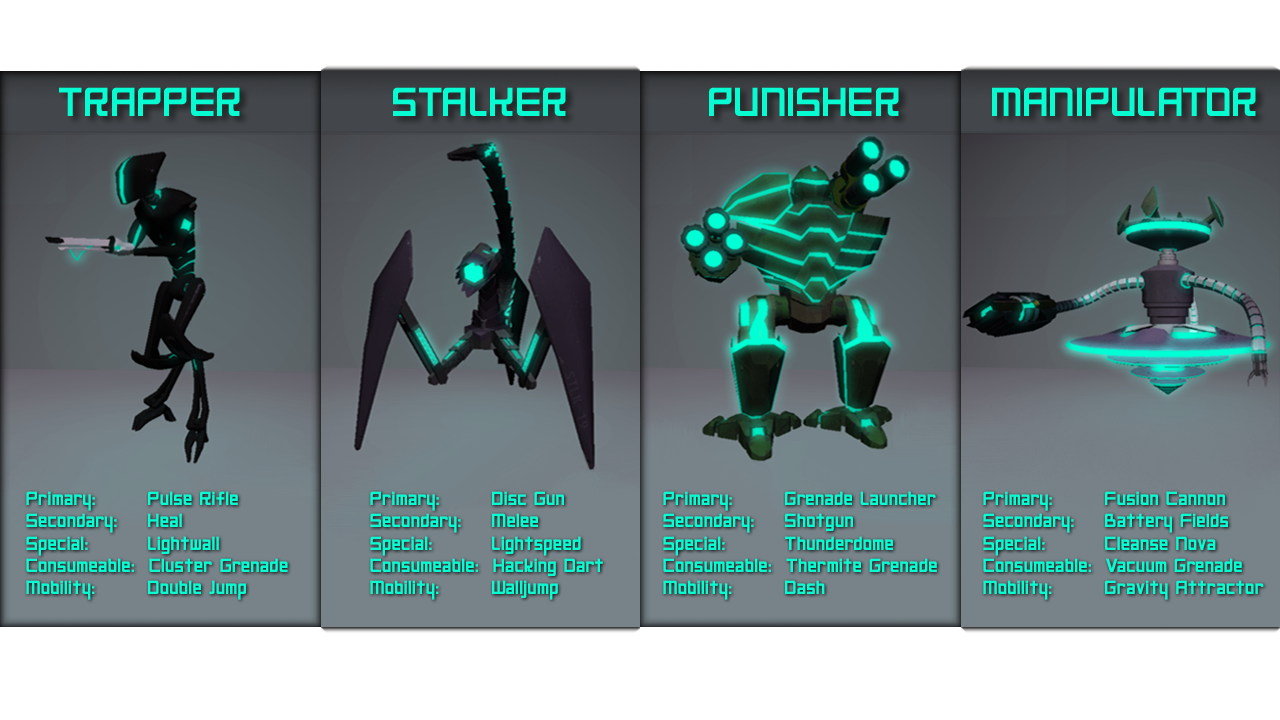 TRAPPER
Primary: Pulse Rifle
Secondary: Heal
Special: Lightwall
Consumeable: Cluster Grenade
Mobility: Double Jump
STALKER
Primary: Disc Gun
Secondary: Melee
Special: Lightspeed
Consumeable: Hacking Dart
Mobility: Walljump
PUNISHER
Primary: Grenade Launcher
Secondary: Shotgun
Special: Thunderdome
Consumeable: Thermite Grenade
Mobility: Dash
MANIPULATOR
Primary: Fusion Cannon
Secondary: Battery Fields
Special: Cleanse Nova
Consumeable: Vacuum Grenade
Mobility: Gravity Attractor